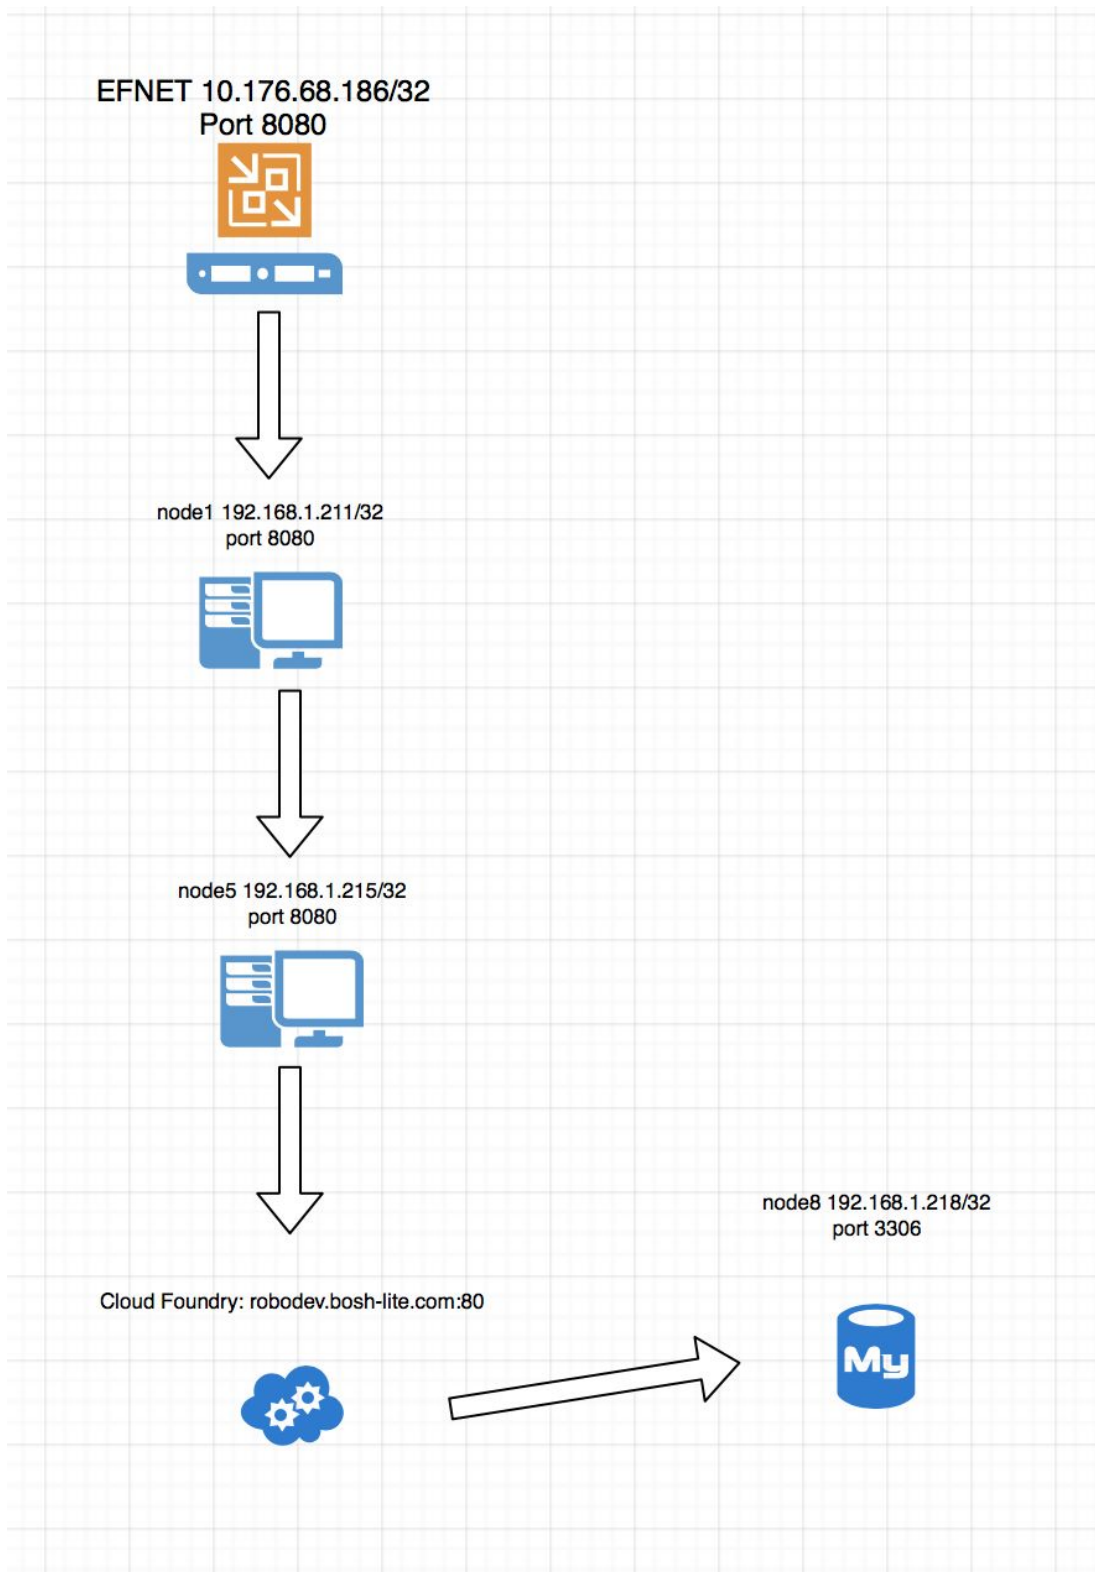 EFNET 10.176.68.186/32
Port 8080
node1 192.168.1.211/32
port 8080
node5 192.168.1.215/32
port 8080
node8 192.168.1.218/32
port 3306
Cloud Foundry: robodev.bosh-lite.com:80
My